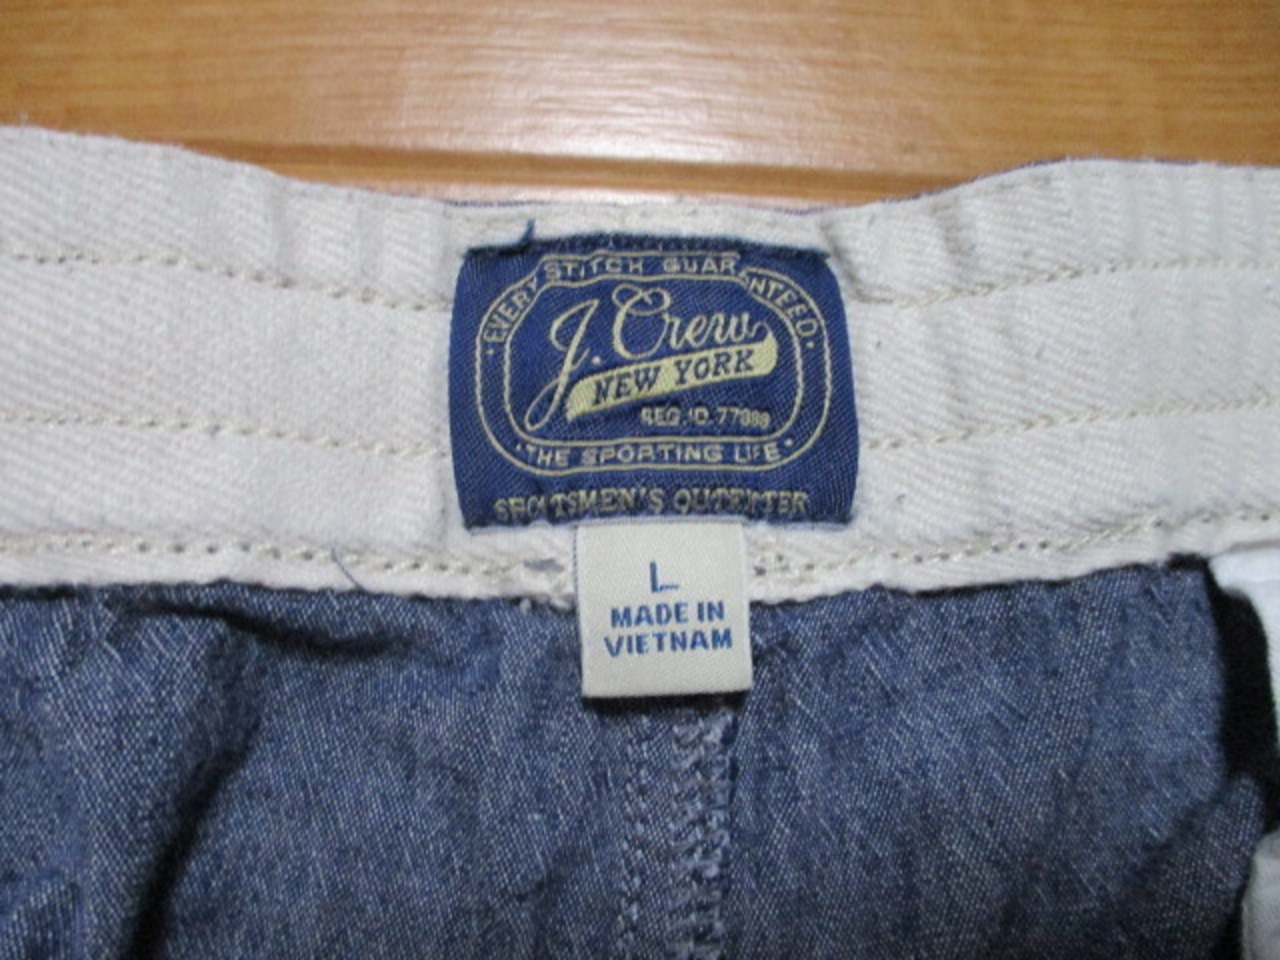 EVERY STITCH GUARANTEED
J. Crew
NEW YORK
REG. ID. 77388
THE SPORTING LIFE
SPORTSMEN'S OUTFITTER
L
MADE IN
VIETNAM